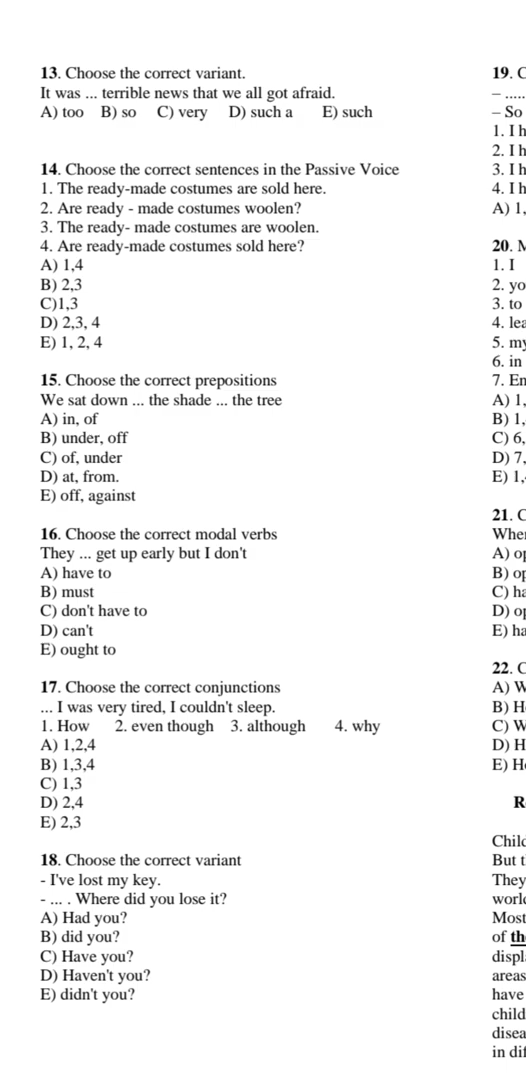 13. Choose the correct variant.
It was ... terrible news that we all got afraid.
A) too B) so C) very D) such a E) such
14. Choose the correct sentences in the Passive Voice
1. The ready-made costumes are sold here.
2. Are ready - made costumes woolen?
3. The ready- made costumes are woolen.
4. Are ready-made costumes sold here?
A) 1,4
B) 2,3
C)1,3
D) 2,3, 4
E) 1, 2, 4
15. Choose the correct prepositions
We sat down ... the shade ... the tree
A) in, of
B) under, off
C) of, under
D) at, from.
E) off, against
16. Choose the correct modal verbs
They ... get up early but I don't
A) have to
B) must
C) don't have to
D) can't
E) ought to
17. Choose the correct conjunctions
... I was very tired, I couldn't sleep.
1. How 2. even though 3. although 4. why
A) 1,2,4
B) 1,3,4
C) 1,3
D) 2,4
E) 2,3
18. Choose the correct variant
- I've lost my key.
- ... . Where did you lose it?
A) Had you?
B) did you?
C) Have you?
D) Haven't you?
E) didn't you?
19.
– .....
– So
1. I
2. I
3. I
4. I
A) 1,
20.
1. I
2.
3. to
4.
5.
6. in
7.
A) 1,
B) 1,
C) 6,
D) 7,
E) 1,
21.
A)
B)
C)
D)
E)
22.
A)
B)
C)
D)
E)
But
They
Most
of
areas
have
in